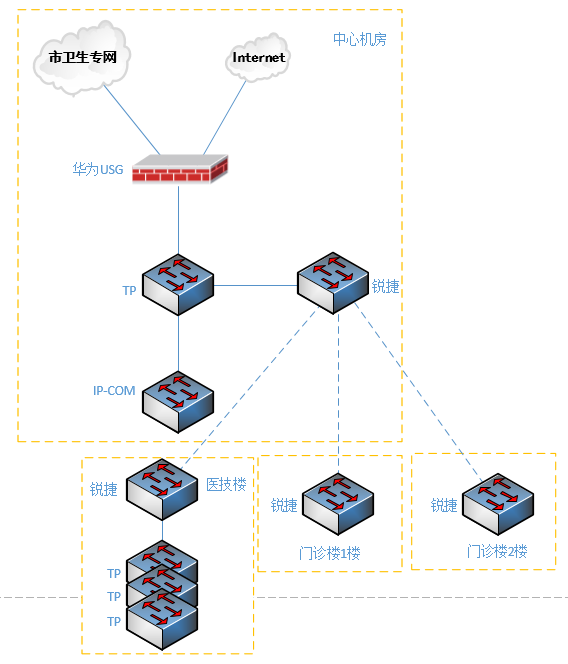 中心机房
市卫生专网
Internet
华为USG
TP
锐捷
IP-COM
锐捷
医技楼
锐捷
锐捷
门诊楼1楼
门诊楼2楼
TP
TP
TP